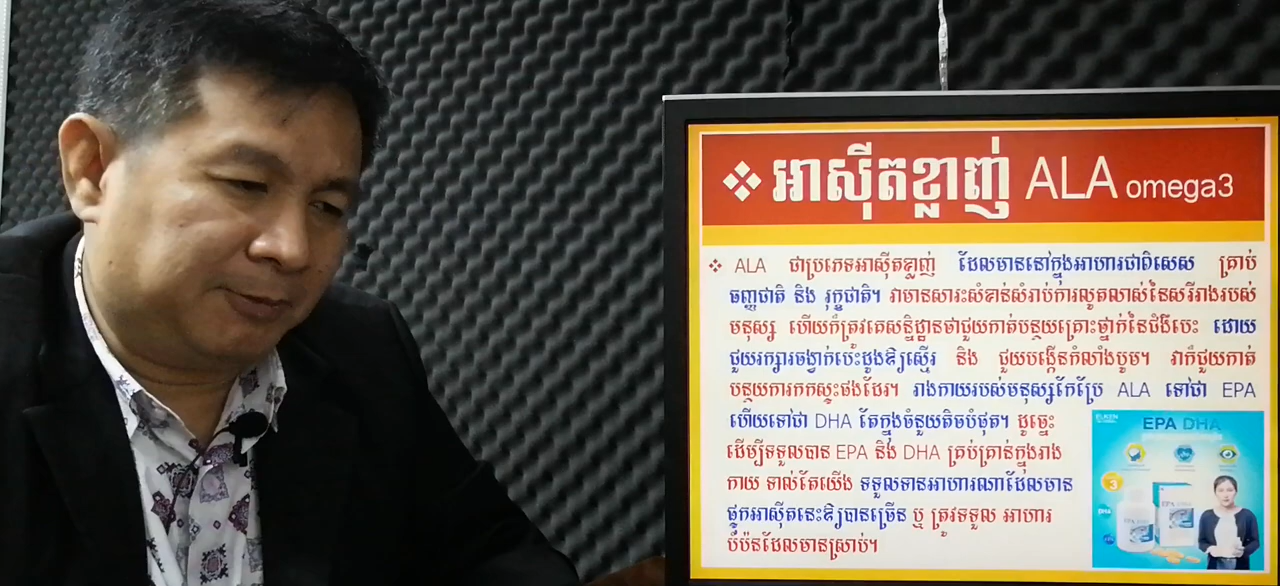 ❖ អាស៊ីតខ្លាញ់ ALA omega3
❖ ALA ជាប្រភេទអាស៊ីតខ្លាញ់ ដែលមាននៅក្នុងអាហារជាពិសេស គ្រាប់
ធញ្ញជាតិ និង រុក្ខជាតិ។ វាមានសារៈសំខាន់សំរាប់ការលូតលាស់នៃសរីរាងរបស់
មនុស្ស ហើយក៏ត្រូវគេសន្និដ្ឋានថាជួយកាត់បន្ថយគ្រោះថ្នាក់នៃជំងឺបេះ ដោយ
ជួយរក្សារចង្វាក់បេះដូងឱ្យស្មើរ និង ជួយបង្កើនកំលាំងបូម។ វាក៏ជួយកាត់
បន្ថយការកកស្ទះផងដែរ។ រាងកាយរបស់មនុស្សកែប្រែ ALA ទៅជា EPA
ហើយទៅជា DHA តែក្នុងចំនួយតិចបំផុត។ ដូច្នេះ
ដើម្បីទទួលបាន EPA និង DHA គ្រប់គ្រាន់ក្នុងរាង
កាយ ទាល់តែយើង ទទួលទានអាហារណាដែលមាន
ផ្ទុកអាស៊ីតនេះឱ្យបានច្រើន ឬ ត្រូវទទួល អាហារ
បំប៉នដែលមានស្រាប់។
ELKEN
EPA DHA
3
DHA
EPA DHA